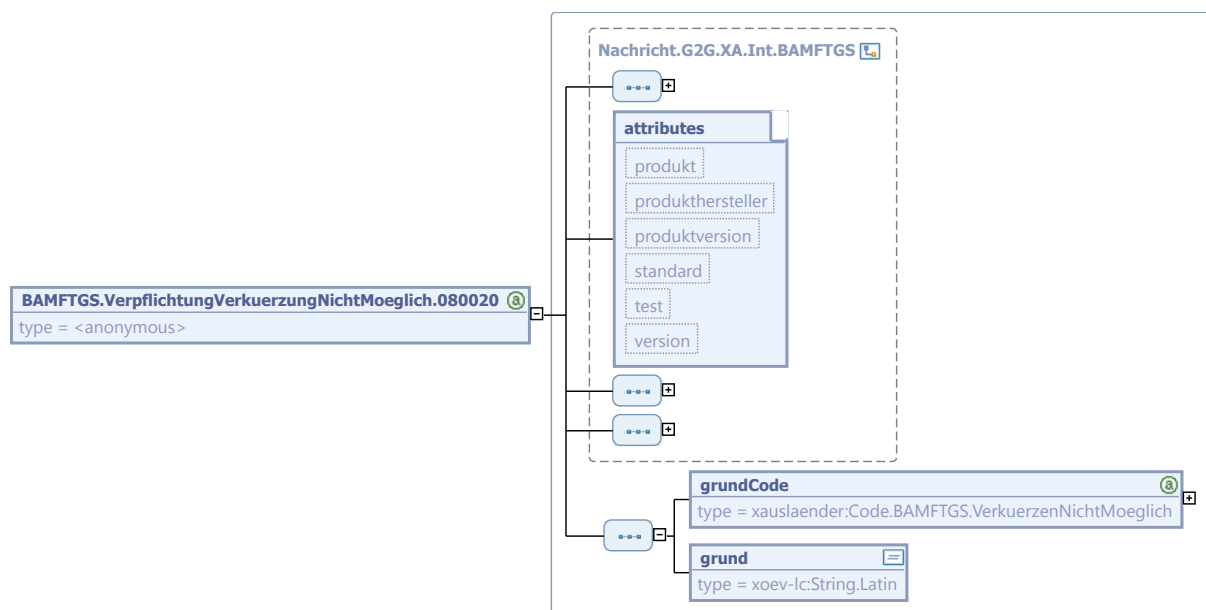 Nachricht.G2G.XA.Int.BAMFTGS
attributes
produkt
produkthersteller
produktversion
standard
test
version
BAMFTGS.VerpflichtungVerkuerzungNichtMoeglich.080020
type = <anonymous>
grundCode
type = xauslaender:Code.BAMFTGS.VerkuerzenNichtMoeglich
grund
type = xoev-lc:String.Latin